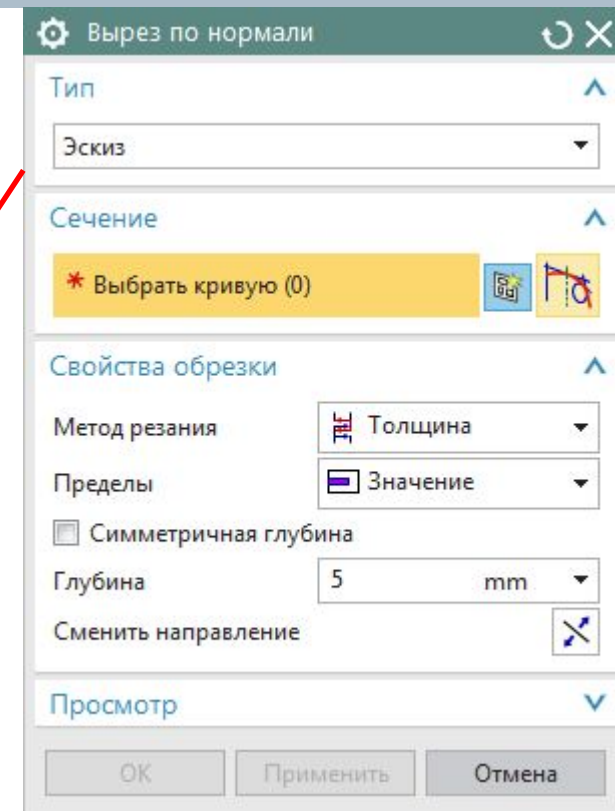 Вырез по нормали
Тип
Эскиз
Сечение
* Выбрать кривую (0)
Свойства обрезки
Метод резания Толщина
Пределы Значение
Симметричная глубина
Глубина 5 mm
Сменить направление
Просмотр
OK Применить Отмена